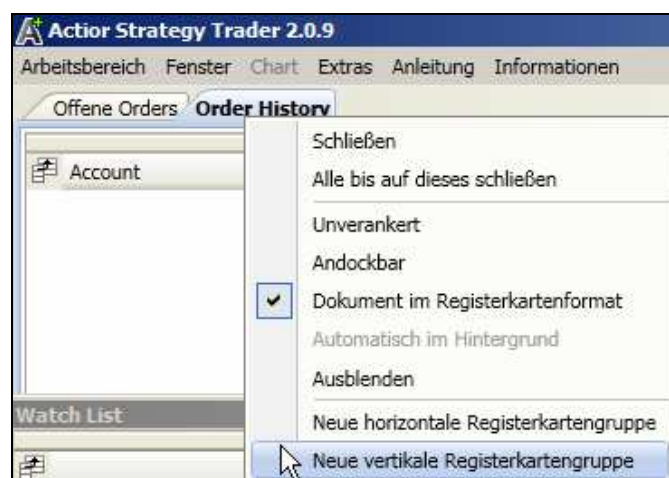 Actior Strategy Trader 2.0.9
Arbeitsbereich Fenster Chart Extras Anleitung Informationen
Offene Orders Order History
Account
Schließen
Alle bis auf dieses schließen
Unverankert
Andockbar
Dokument im Registerkartenformat
Automatisch im Hintergrund
Ausblenden
Watch List
Neue horizontale Registerkartengruppe
Neue vertikale Registerkartengruppe